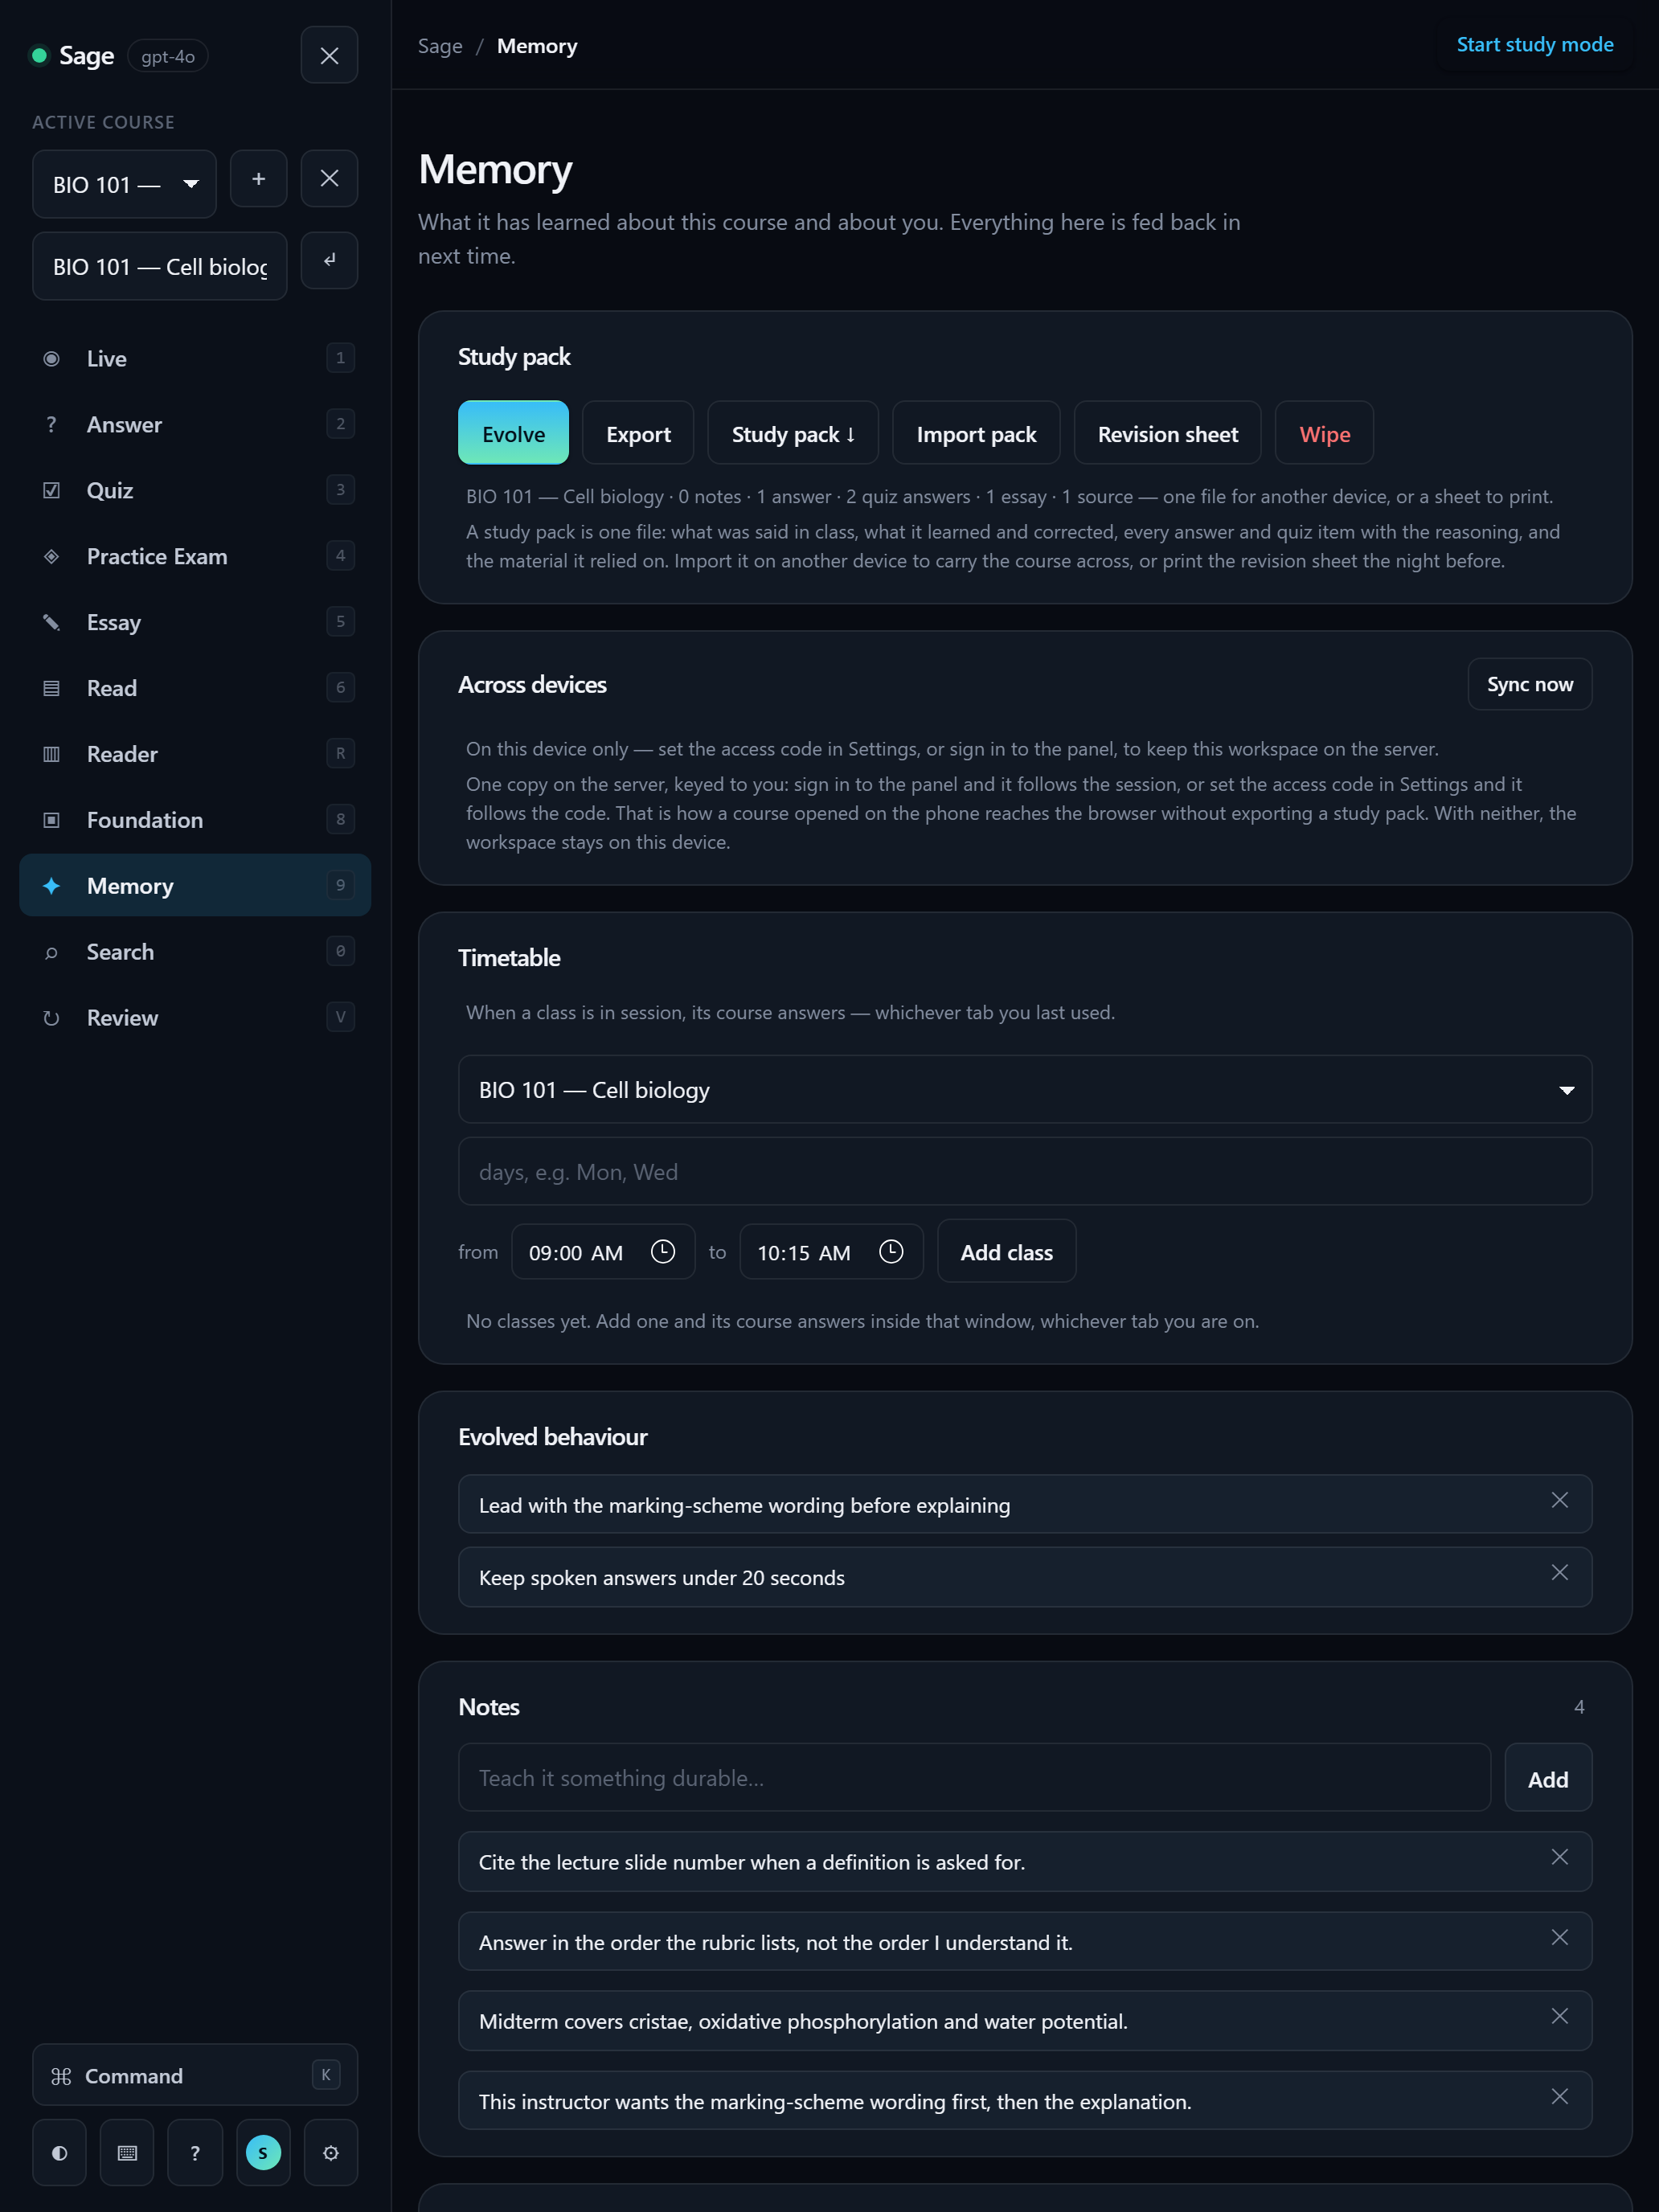 Sage gpt-4o
ACTIVE COURSE
BIO 101 —
+
BIO 101 — Cell biolog
Live 1
? Answer 2
Quiz 3
Practice Exam 4
Essay 5
Read 6
Reader R
Foundation 8
Memory 9
Search 0
Review V
⌘ Command K
? S
Sage / Memory
Start study mode
Memory
What it has learned about this course and about you. Everything here is fed back in
next time.
Study pack
Evolve Export Study pack ↓ Import pack Revision sheet Wipe
BIO 101 — Cell biology · 0 notes · 1 answer · 2 quiz answers · 1 essay · 1 source — one file for another device, or a sheet to print.
A study pack is one file: what was said in class, what it learned and corrected, every answer and quiz item with the reasoning, and
the material it relied on. Import it on another device to carry the course across, or print the revision sheet the night before.
Across devices
Sync now
On this device only — set the access code in Settings, or sign in to the panel, to keep this workspace on the server.
One copy on the server, keyed to you: sign in to the panel and it follows the session, or set the access code in Settings and it
follows the code. That is how a course opened on the phone reaches the browser without exporting a study pack. With neither, the
workspace stays on this device.
Timetable
When a class is in session, its course answers — whichever tab you last used.
BIO 101 — Cell biology
days, e.g. Mon, Wed
from 09:00 AM to 10:15 AM Add class
No classes yet. Add one and its course answers inside that window, whichever tab you are on.
Evolved behaviour
Lead with the marking-scheme wording before explaining
Keep spoken answers under 20 seconds
Notes 4
Teach it something durable... Add
Cite the lecture slide number when a definition is asked for.
Answer in the order the rubric lists, not the order I understand it.
Midterm covers cristae, oxidative phosphorylation and water potential.
This instructor wants the marking-scheme wording first, then the explanation.